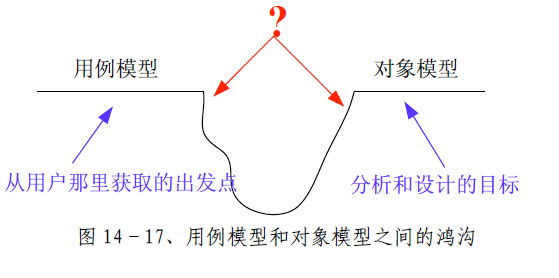 ?
用例模型
对象模型
从用户那里获取的出发点
分析和设计的目标
图 14-17、用例模型和对象模型之间的鸿沟